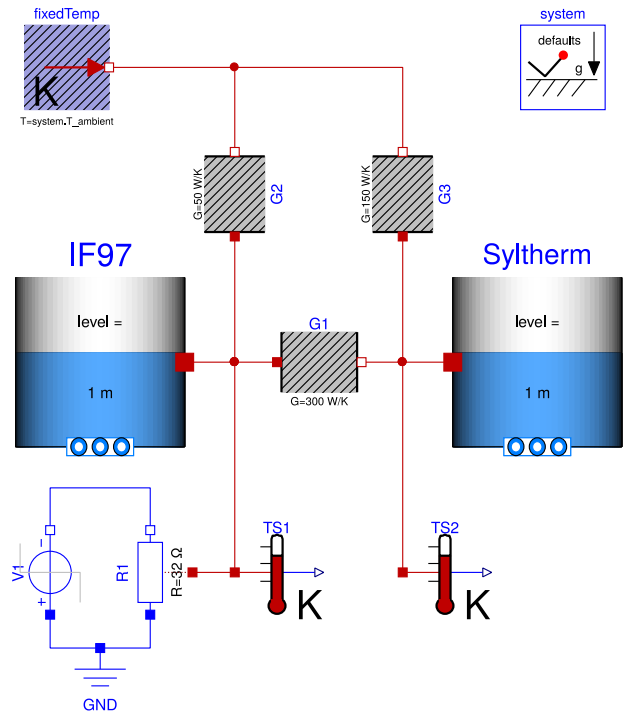 fixedTemp
system
defaults
g
K
T=system.T_ambient
G=50 W/K
G2
G=150 W/K
G3
IF97
Syltherm
level =
1 m
G1
G=300 W/K
level =
1 m
TS1
TS2
V1
−
+
R1
R=32 Ω
K
K
GND